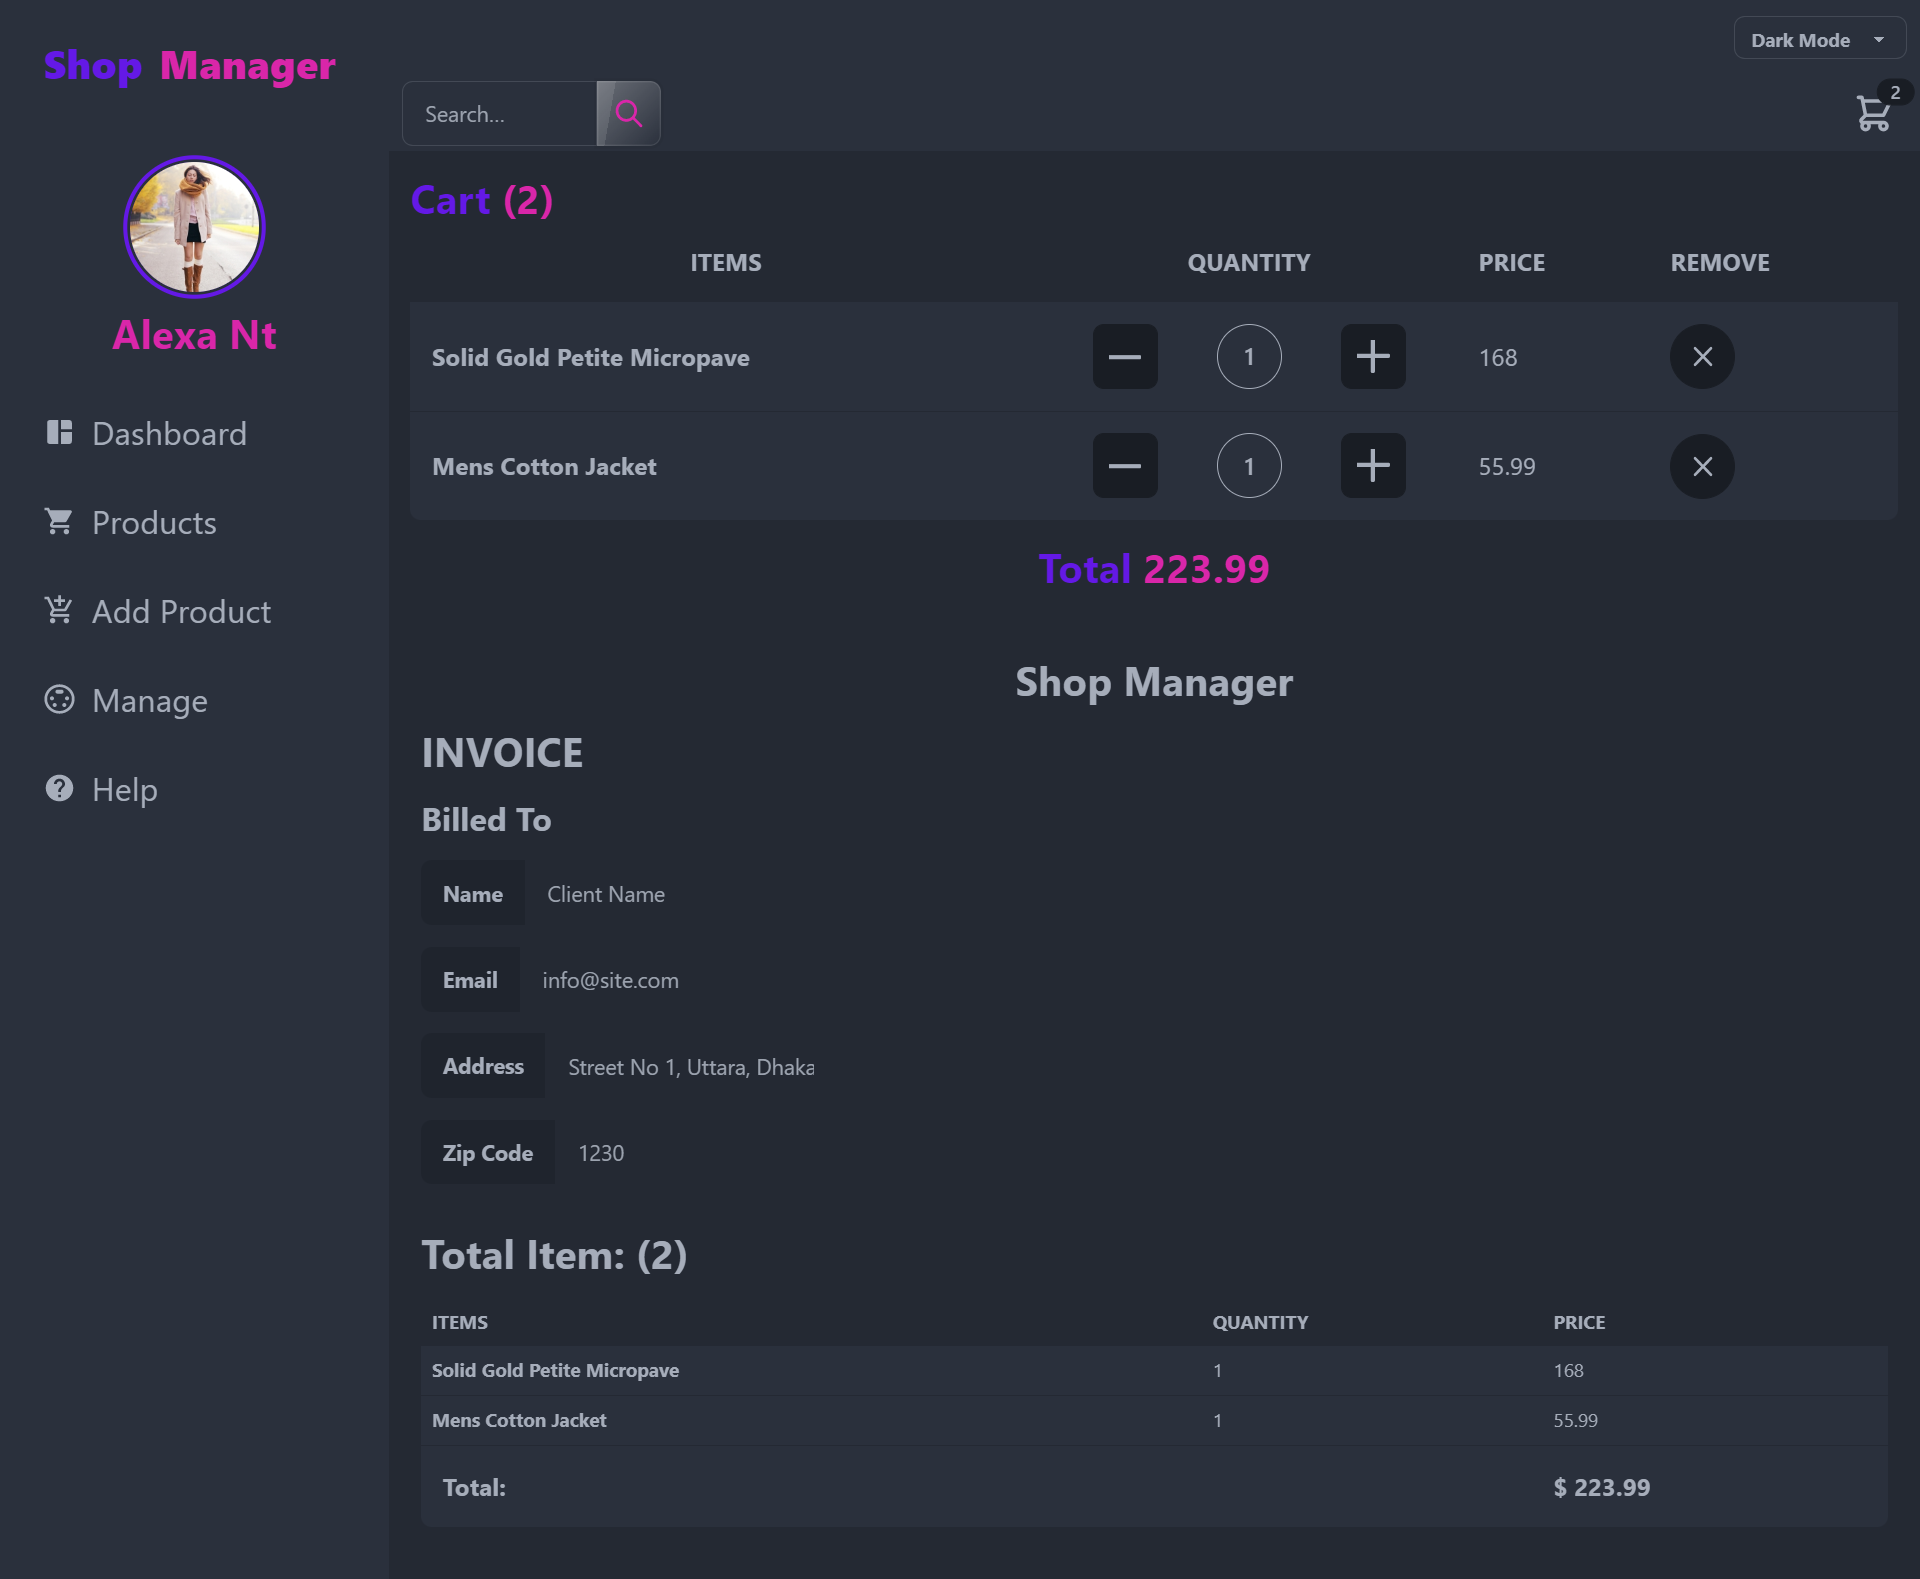 Shop Manager
Alexa Nt
Dashboard
Products
Add Product
Manage
Help
Dark Mode
Search...
2
Cart (2)
ITEMS QUANTITY PRICE REMOVE
Solid Gold Petite Micropave 1 168
Mens Cotton Jacket 1 55.99
Total 223.99
Shop Manager
INVOICE
Billed To
Name Client Name
Email info@site.com
Address Street No 1, Uttara, Dhaka
Zip Code 1230
Total Item: (2)
ITEMS QUANTITY PRICE
Solid Gold Petite Micropave 1 168
Mens Cotton Jacket 1 55.99
Total: $ 223.99